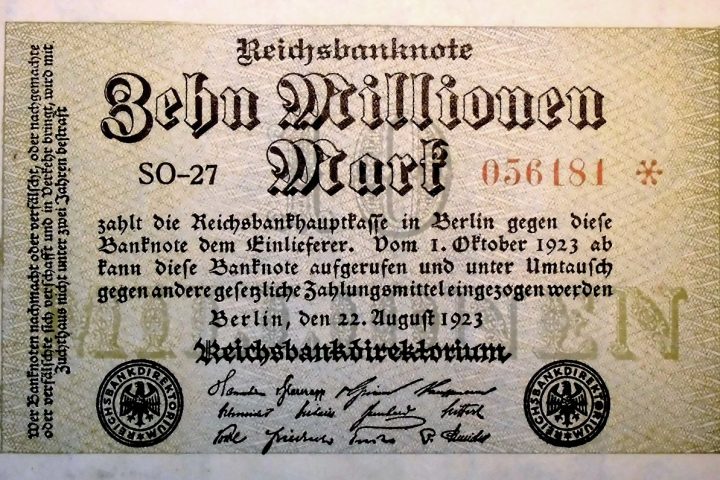 Reichsbanknote
Zehn Millionen
Mark
SO-27
056181 *
zahlt die Reichsbankhauptkasse in Berlin gegen diese
Banknote dem Einlieferer. Vom 1. Oktober 1923 ab
kann diese Banknote aufgerufen und unter Umtausch
gegen andere gesetzliche Zahlungsmittel eingezogen werden
Berlin, den 22. August 1923
Reichsbankdirektorium
REICHSBANKDIREKTORIUM
REICHSBANKDIREKTORIUM
Wer Banknoten nachmacht oder verfälscht, oder nachgemachte
oder verfälschte sich verschafft und in Verkehr bringt, wird mit
Zuchthaus nicht unter zwei Jahren bestraft
10